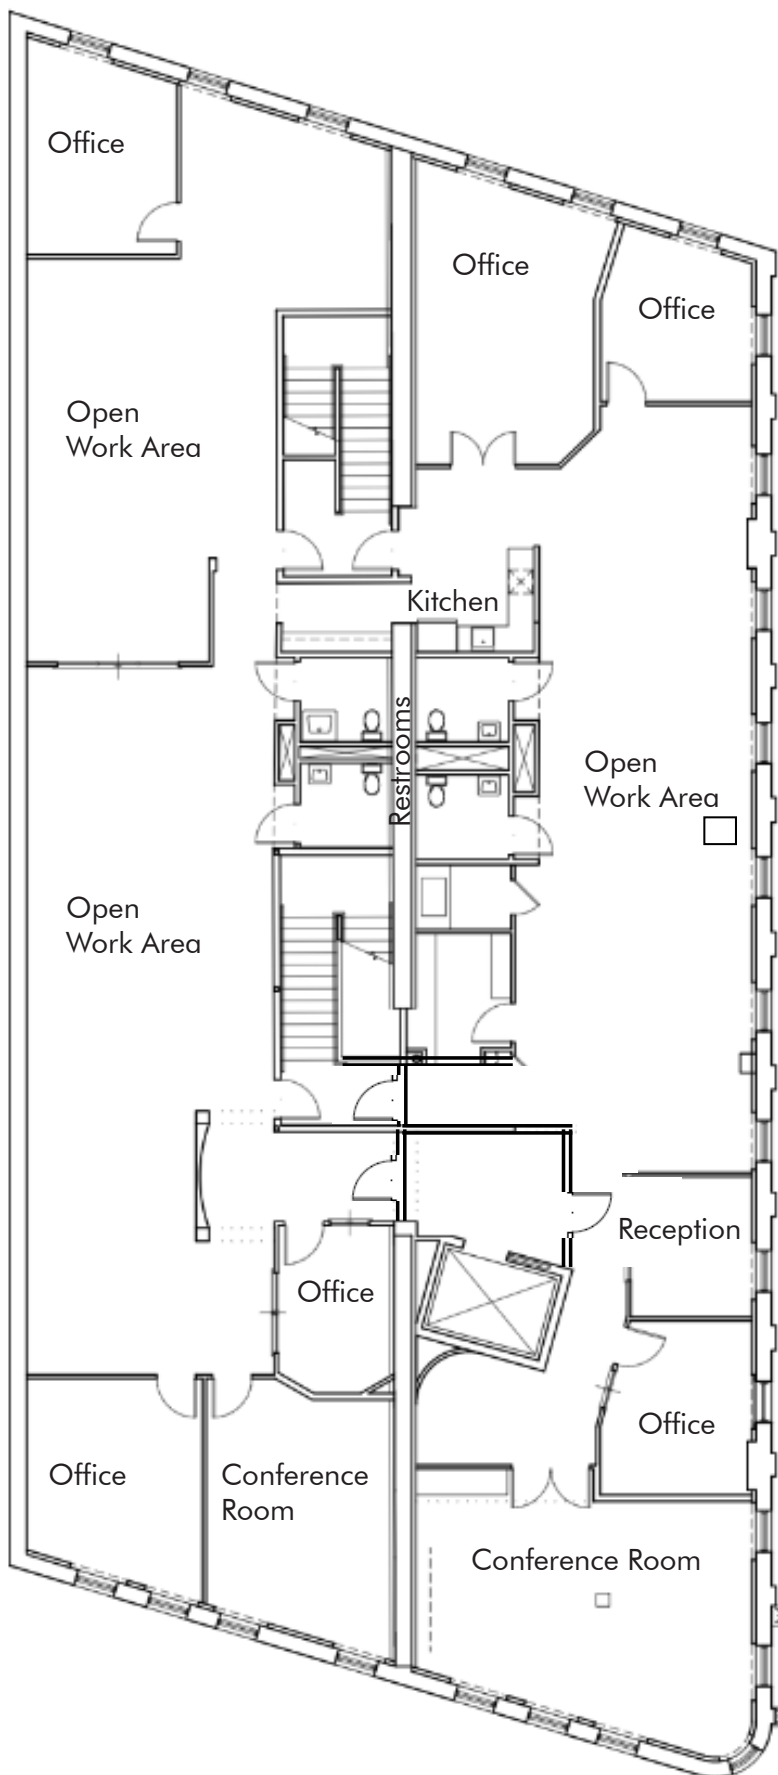 Office
Office
Office
Open
Work Area
Kitchen
Restrooms
Open
Work Area
Open
Work Area
Reception
Office
Office
Office
Conference
Room
Conference Room